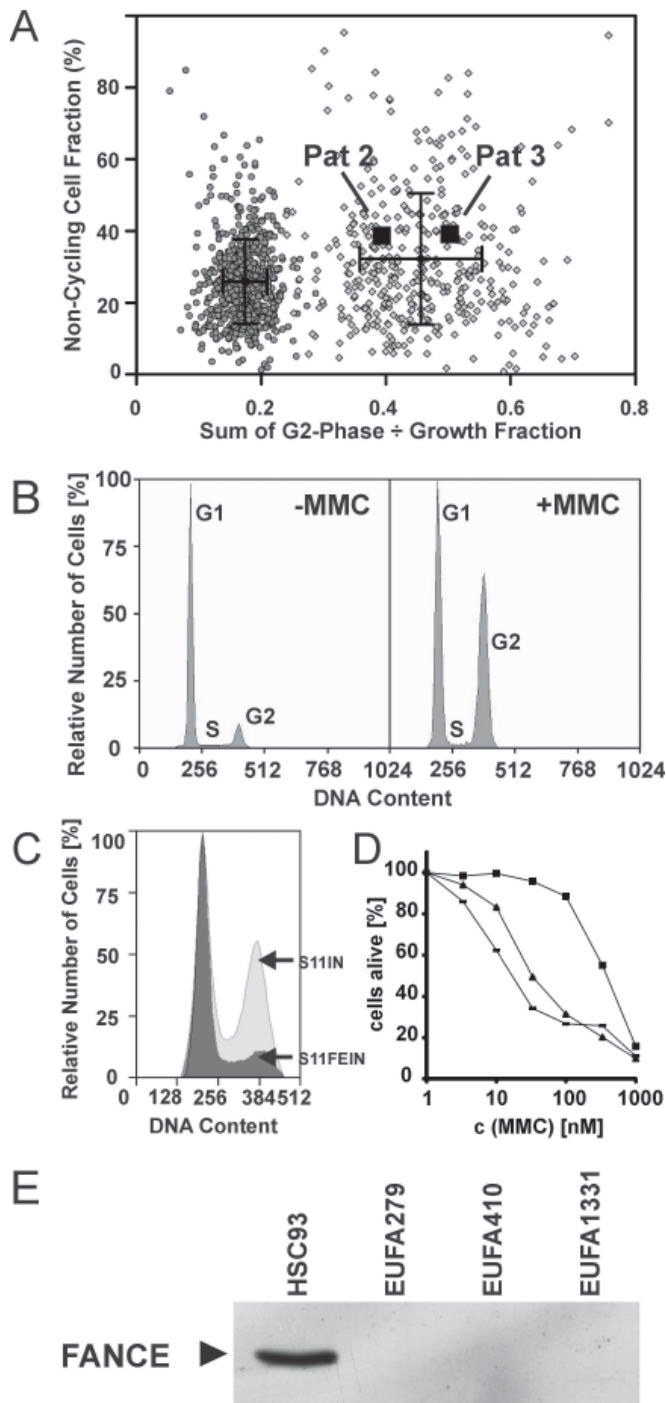 A
Non-Cycling Cell Fraction (%)
80
60
40
20
0
Pat 2
Pat 3
0 0.2 0.4 0.6 0.8
Sum of G2-Phase ÷ Growth Fraction
B
Relative Number of Cells [%]
100
75
50
25
0
G1
-MMC
S
G2
G1
+MMC
G2
S
0 256 512 768 1024 256 512 768 1024
DNA Content
C
Relative Number of Cells [%]
100
75
50
25
0
S11IN
S11FEIN
0 128 256 384 512
DNA Content
D
cells alive [%]
100
80
60
40
20
0
1 10 100 1000
c (MMC) [nM]
E
HSC93
EUFA279
EUFA410
EUFA1331
FANCE